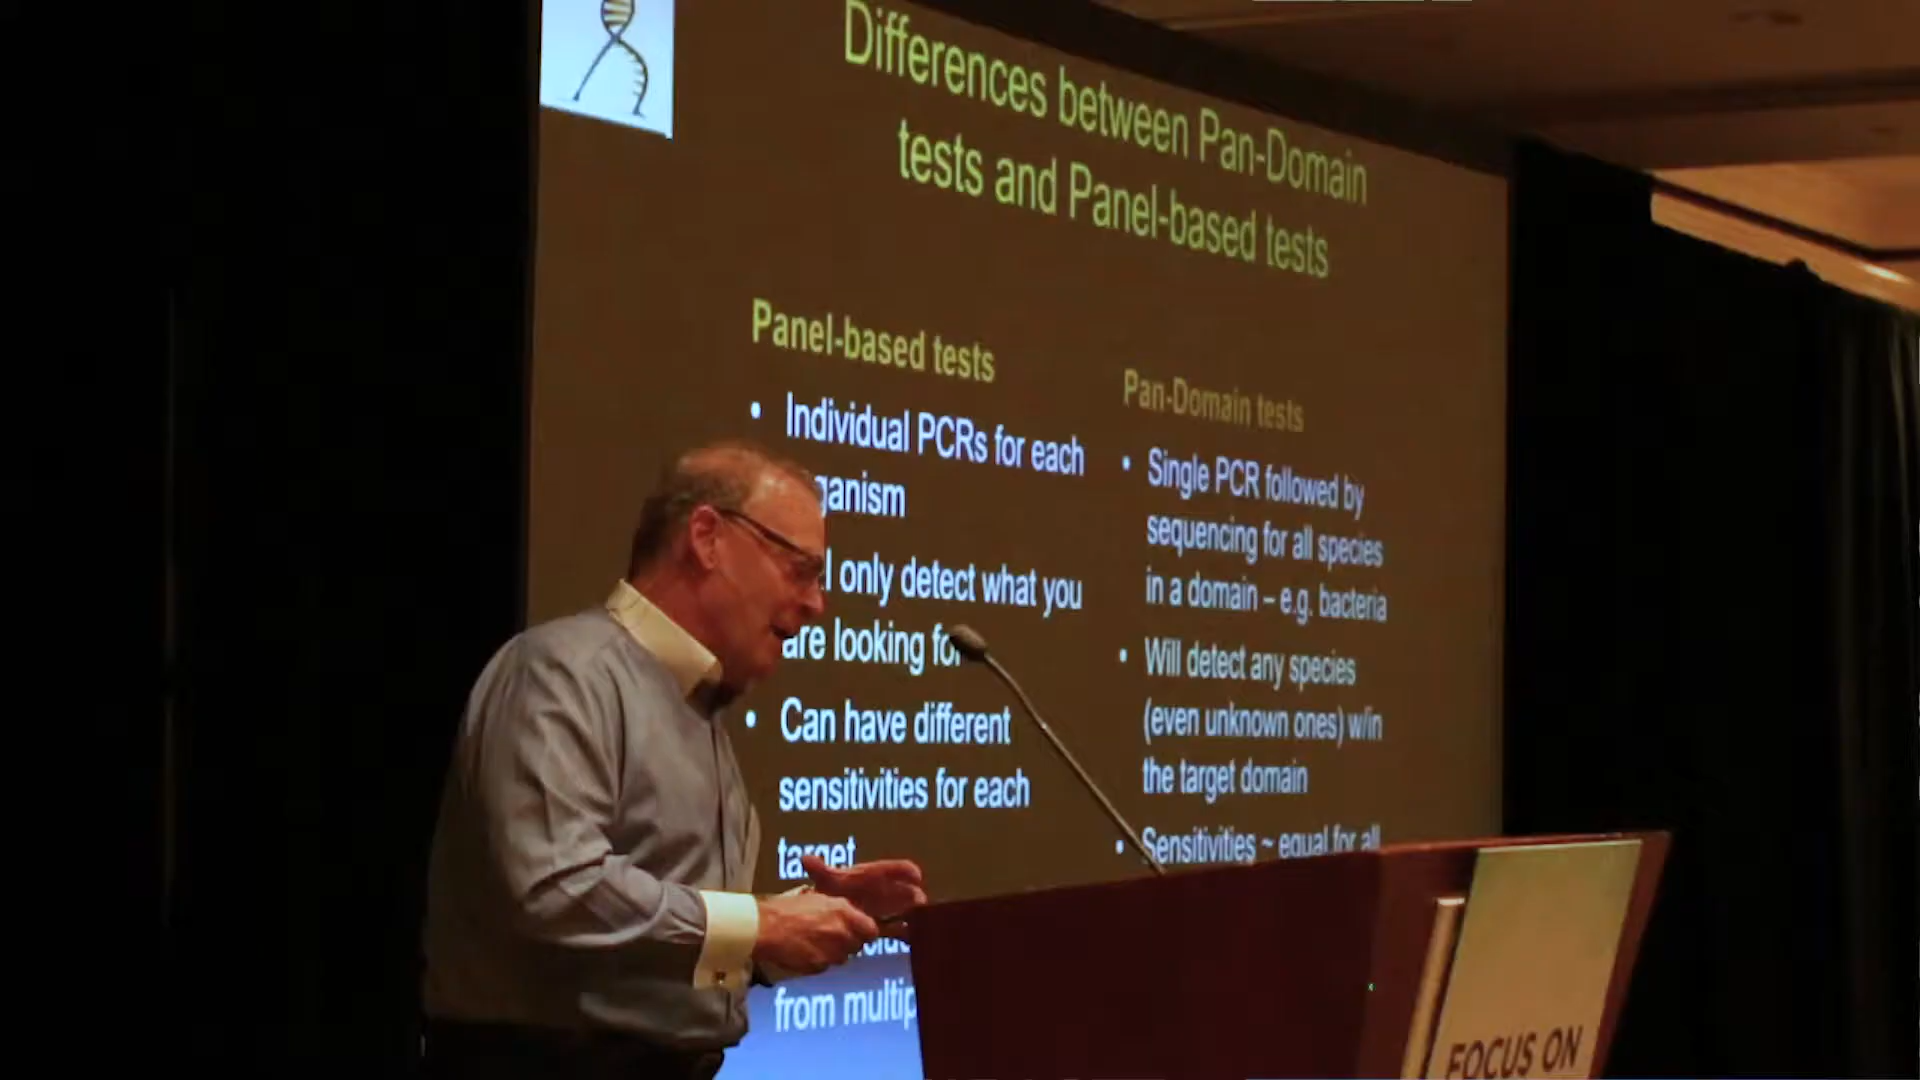 Differences between Pan-Domain
tests and Panel-based tests
Panel-based tests
• Individual PCRs for each
ganism
only detect what you
are looking for
• Can have different
sensitivities for each
target
from multip
Pan-Domain tests
• Single PCR followed by
sequencing for all species
in a domain – e.g. bacteria
• Will detect any species
(even unknown ones) w/in
the target domain
• Sensitivities ~ equal for all
FOCUS ON